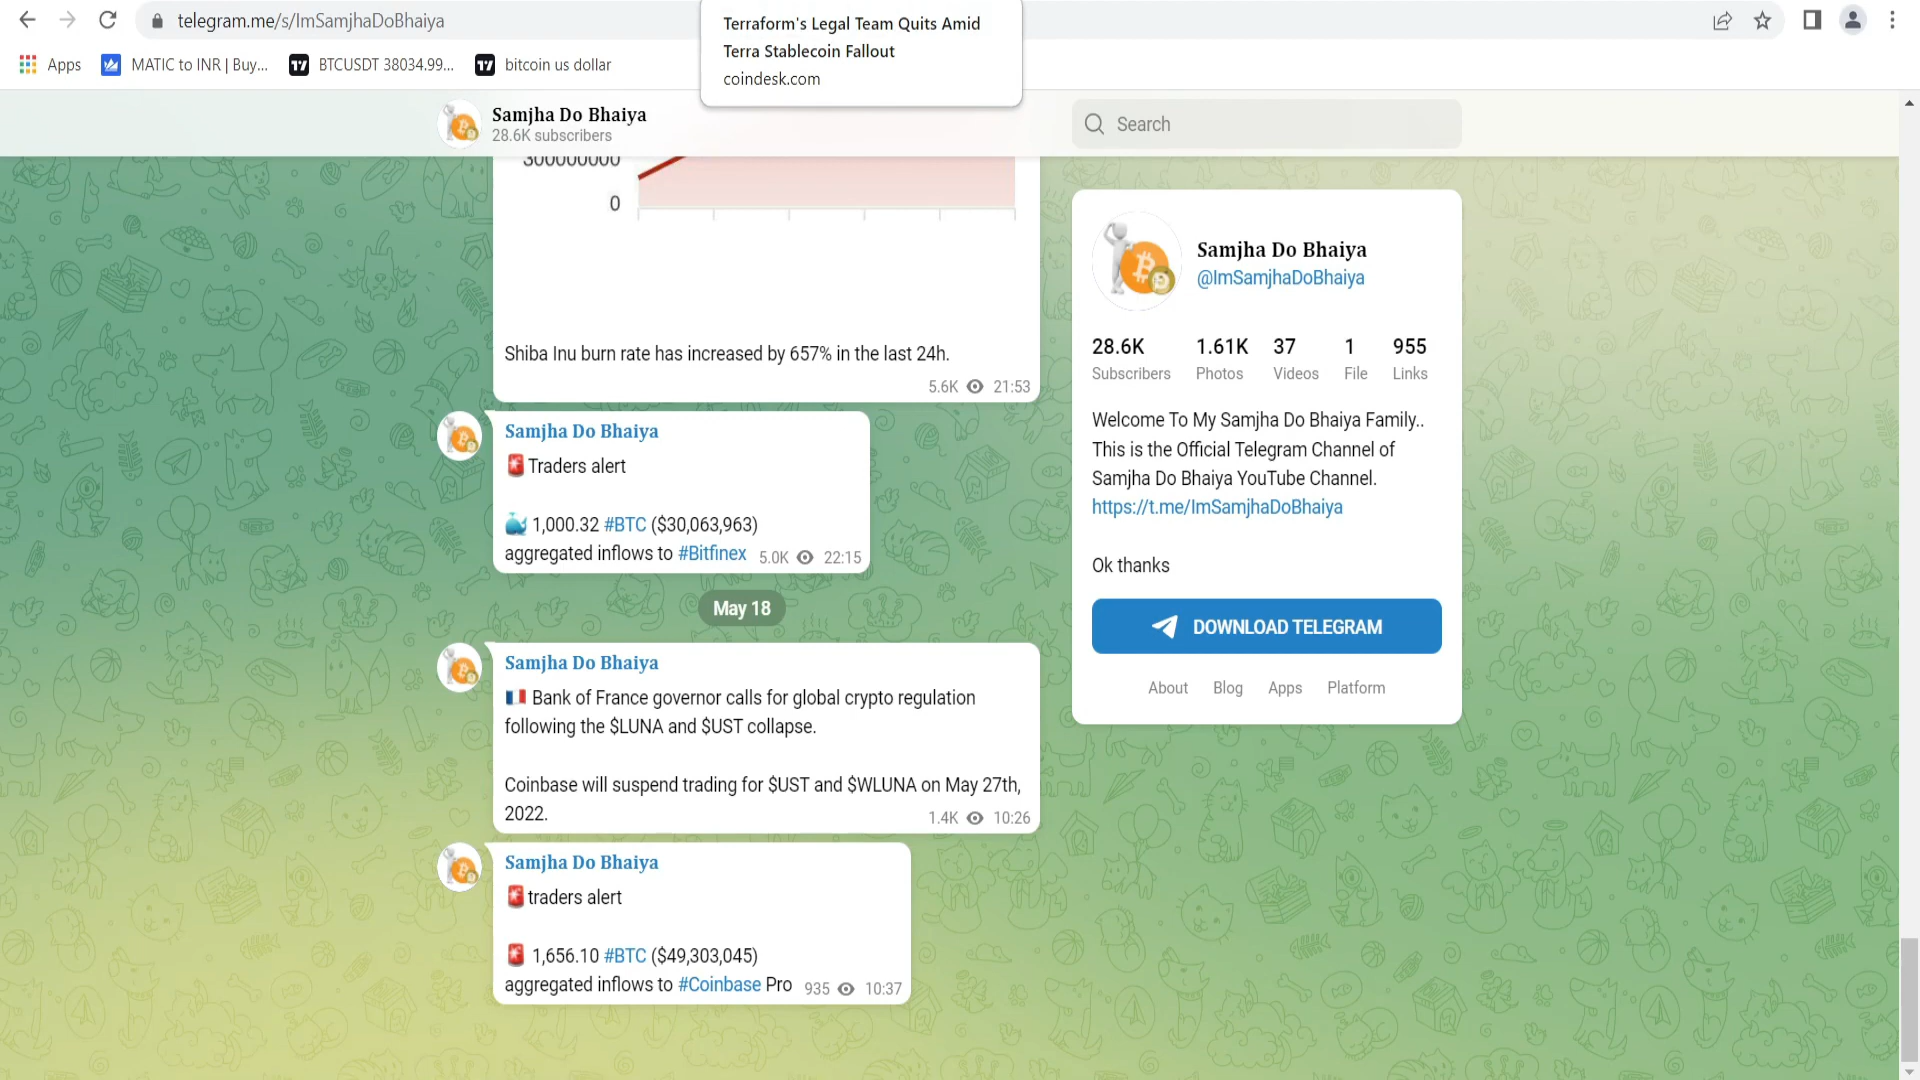 telegram.me/s/ImSamjhaDoBhaiya
Terraform's Legal Team Quits Amid
Terra Stablecoin Fallout
coindesk.com
Apps
MATIC to INR | Buy...
BTCUSDT 38034.99...
bitcoin us dollar
Samjha Do Bhaiya
28.6K subscribers
Search
300000000
0
Shiba Inu burn rate has increased by 657% in the last 24h.
5.6K 21:53
Samjha Do Bhaiya
🚨Traders alert
🐳 1,000.32 #BTC ($30,063,963)
aggregated inflows to #Bitfinex 5.0K 22:15
May 18
Samjha Do Bhaiya
🇫🇷 Bank of France governor calls for global crypto regulation
following the $LUNA and $UST collapse.
Coinbase will suspend trading for $UST and $WLUNA on May 27th,
2022. 1.4K 10:26
Samjha Do Bhaiya
🚨traders alert
🚨 1,656.10 #BTC ($49,303,045)
aggregated inflows to #Coinbase Pro 935 10:37
Samjha Do Bhaiya
@ImSamjhaDoBhaiya
28.6K 1.61K 37 1 955
Subscribers Photos Videos File Links
Welcome To My Samjha Do Bhaiya Family..
This is the Official Telegram Channel of
Samjha Do Bhaiya YouTube Channel.
https://t.me/ImSamjhaDoBhaiya
Ok thanks
DOWNLOAD TELEGRAM
About Blog Apps Platform